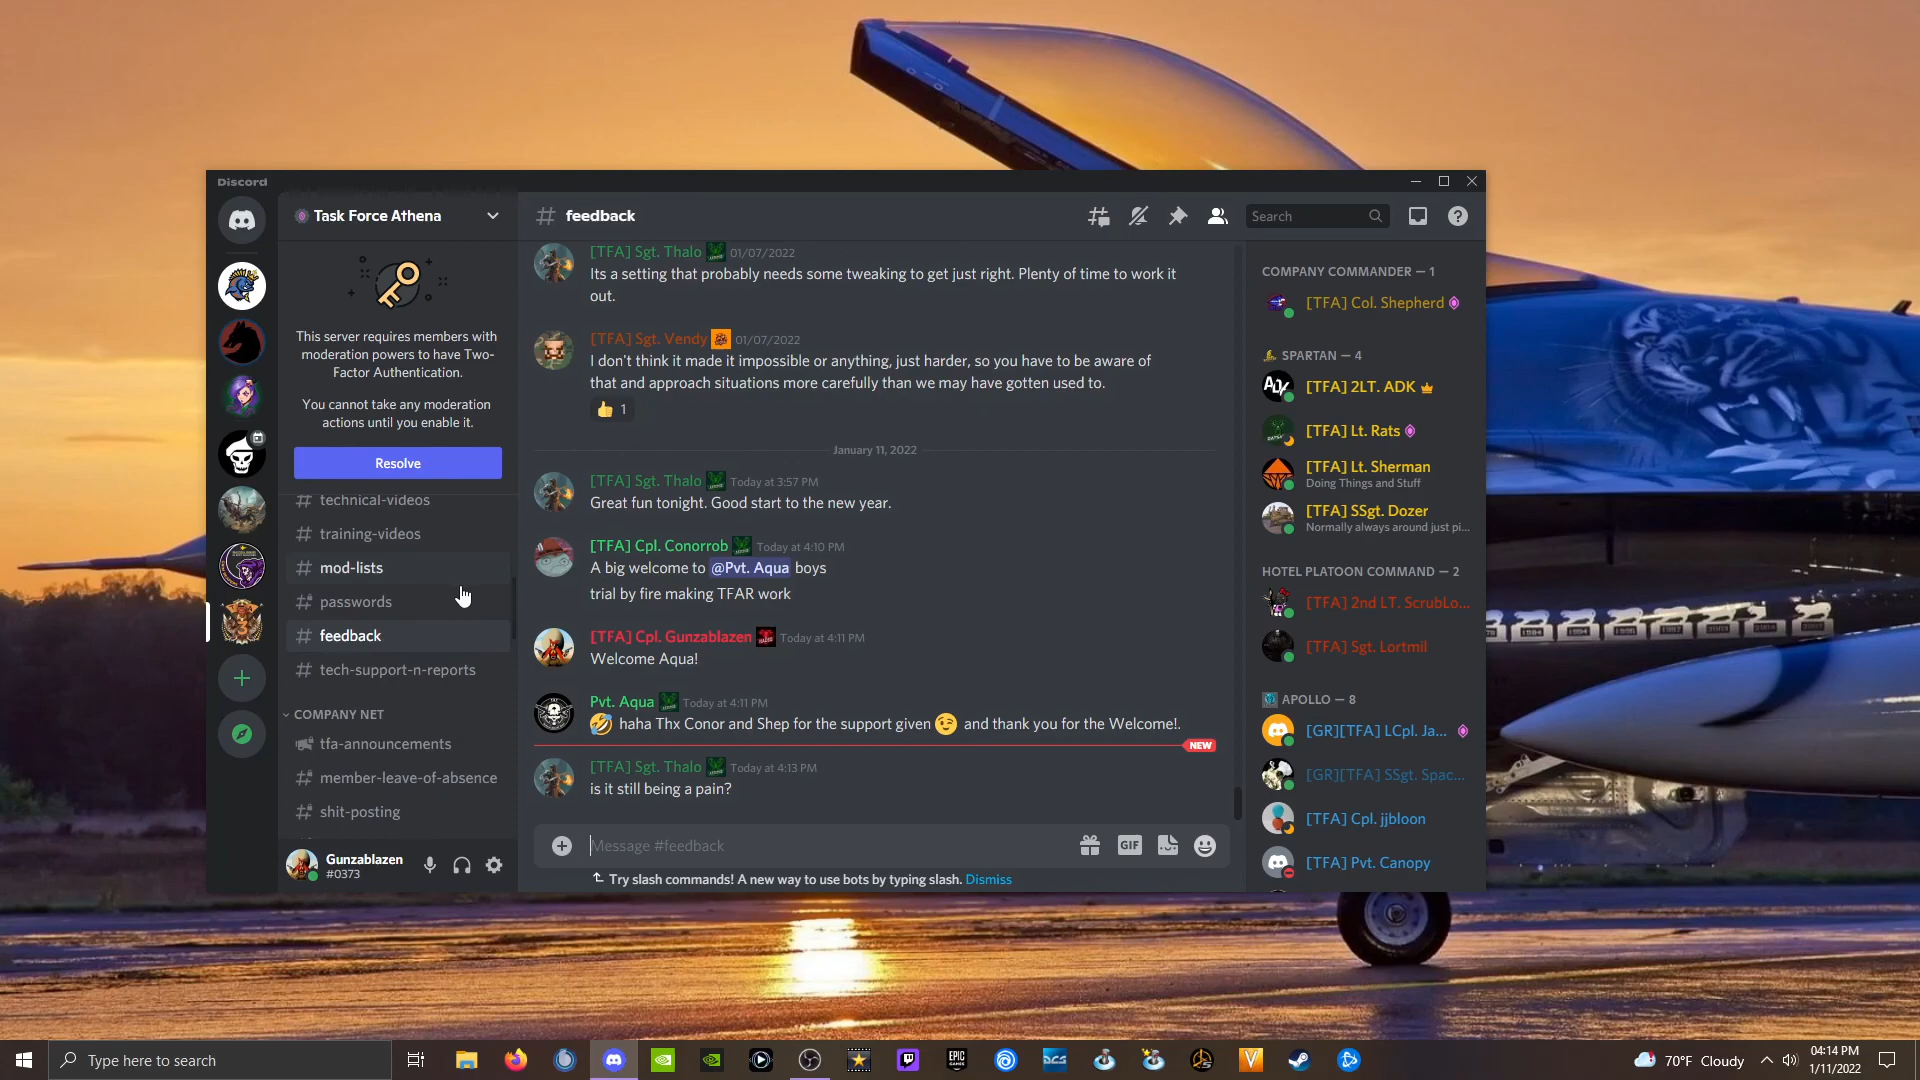 Discord
Task Force Athena
This server requires members with
moderation powers to have Two-
Factor Authentication.
You cannot take any moderation
actions until you enable it.
Resolve
technical-videos
training-videos
mod-lists
passwords
feedback
tech-support-n-reports
COMPANY NET
tfa-announcements
member-leave-of-absence
shit-posting
Gunzablazen
#0373
feedback
Search
[TFA] Sgt. Thalo 01/07/2022
Its a setting that probably needs some tweaking to get just right. Plenty of time to work it
out.
[TFA] Sgt. Vendy 01/07/2022
I don't think it made it impossible or anything, just harder, so you have to be aware of
that and approach situations more carefully than we may have gotten used to.
1
January 11, 2022
[TFA] Sgt. Thalo Today at 3:57 PM
Great fun tonight. Good start to the new year.
[TFA] Cpl. Conorrob Today at 4:10 PM
A big welcome to @Pvt. Aqua boys
trial by fire making TFAR work
[TFA] Cpl. Gunzablazen Today at 4:11 PM
Welcome Aqua!
Pvt. Aqua Today at 4:11 PM
haha Thx Conor and Shep for the support given and thank you for the Welcome!.
NEW
[TFA] Sgt. Thalo Today at 4:13 PM
is it still being a pain?
Message #feedback
GIF
Try slash commands! A new way to use bots by typing slash. Dismiss
COMPANY COMMANDER — 1
[TFA] Col. Shepherd
SPARTAN — 4
[TFA] 2LT. ADK
[TFA] Lt. Rats
[TFA] Lt. Sherman
Doing Things and Stuff
[TFA] SSgt. Dozer
Normally always around just pi...
HOTEL PLATOON COMMAND — 2
[TFA] 2nd LT. ScrubLo...
[TFA] Sgt. Lortmil
APOLLO — 8
[GR][TFA] LCpl. Ja...
[GR][TFA] SSgt. Spac...
[TFA] Cpl. jjbloon
[TFA] Pvt. Canopy
Type here to search
EPIC
GAMES
DCS
70°F Cloudy
04:14 PM
1/11/2022